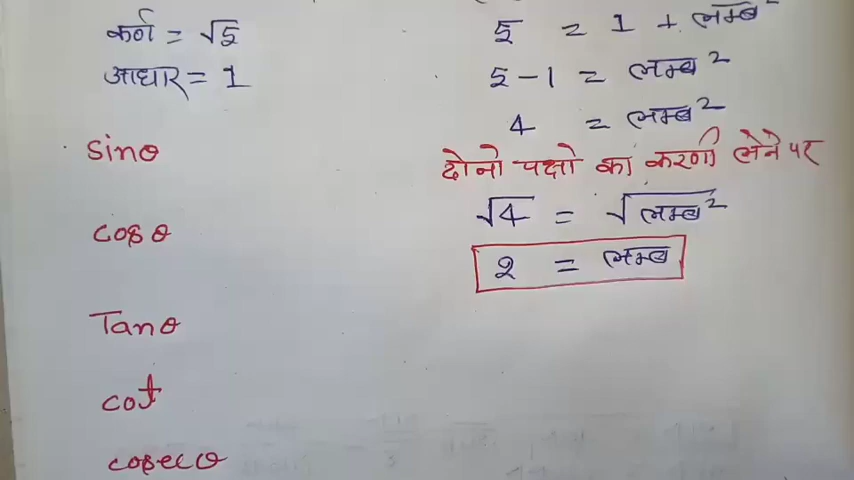 कर्ण = √5
आधार = 1
sinθ
cosθ
Tanθ
cot
cosecθ
5 = 1 + लम्ब²
5 - 1 = लम्ब²
4 = लम्ब²
दोनो पक्षो का करणी लेने पर
√4 = √लम्ब²
2 = लम्ब